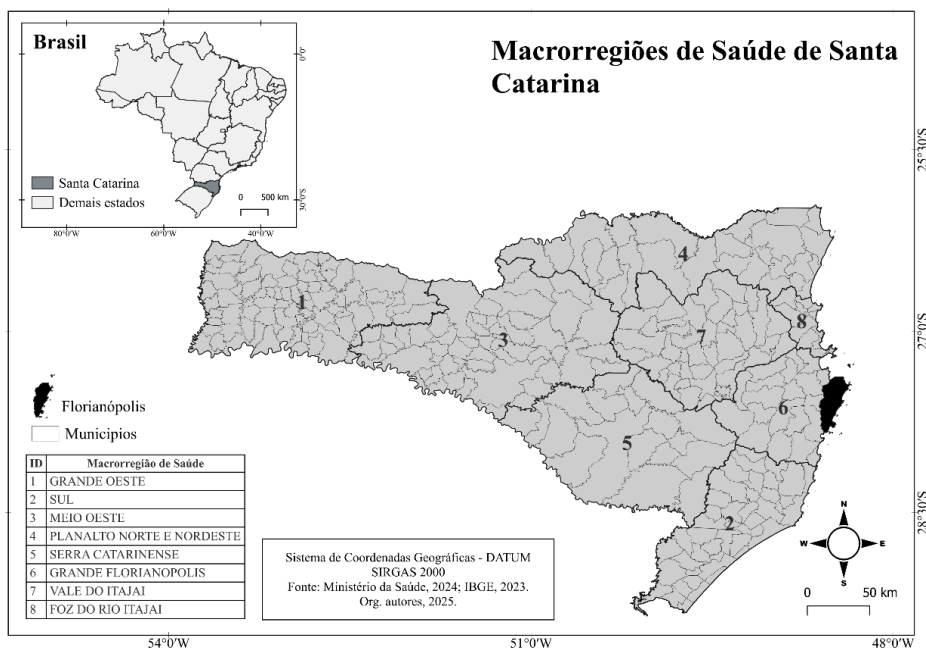 Brasil
Santa Catarina
Demais estados
0 500 km
0°0'
30°0'S
80°0'W 60°0'W 40°0'W
Macrorregiões de Saúde de Santa
Catarina
25°30'S
27°0'S
28°30'S
1
2
3
4
5
6
7
8
Florianópolis
Municipios
ID Macrorregião de Saúde
1 GRANDE OESTE
2 SUL
3 MEIO OESTE
4 PLANALTO NORTE E NORDESTE
5 SERRA CATARINENSE
6 GRANDE FLORIANOPOLIS
7 VALE DO ITAJAI
8 FOZ DO RIO ITAJAI
Sistema de Coordenadas Geográficas - DATUM
SIRGAS 2000
Fonte: Ministério da Saúde, 2024; IBGE, 2023.
Org. autores, 2025.
N
W E
S
0 50 km
54°0'W 51°0'W 48°0'W